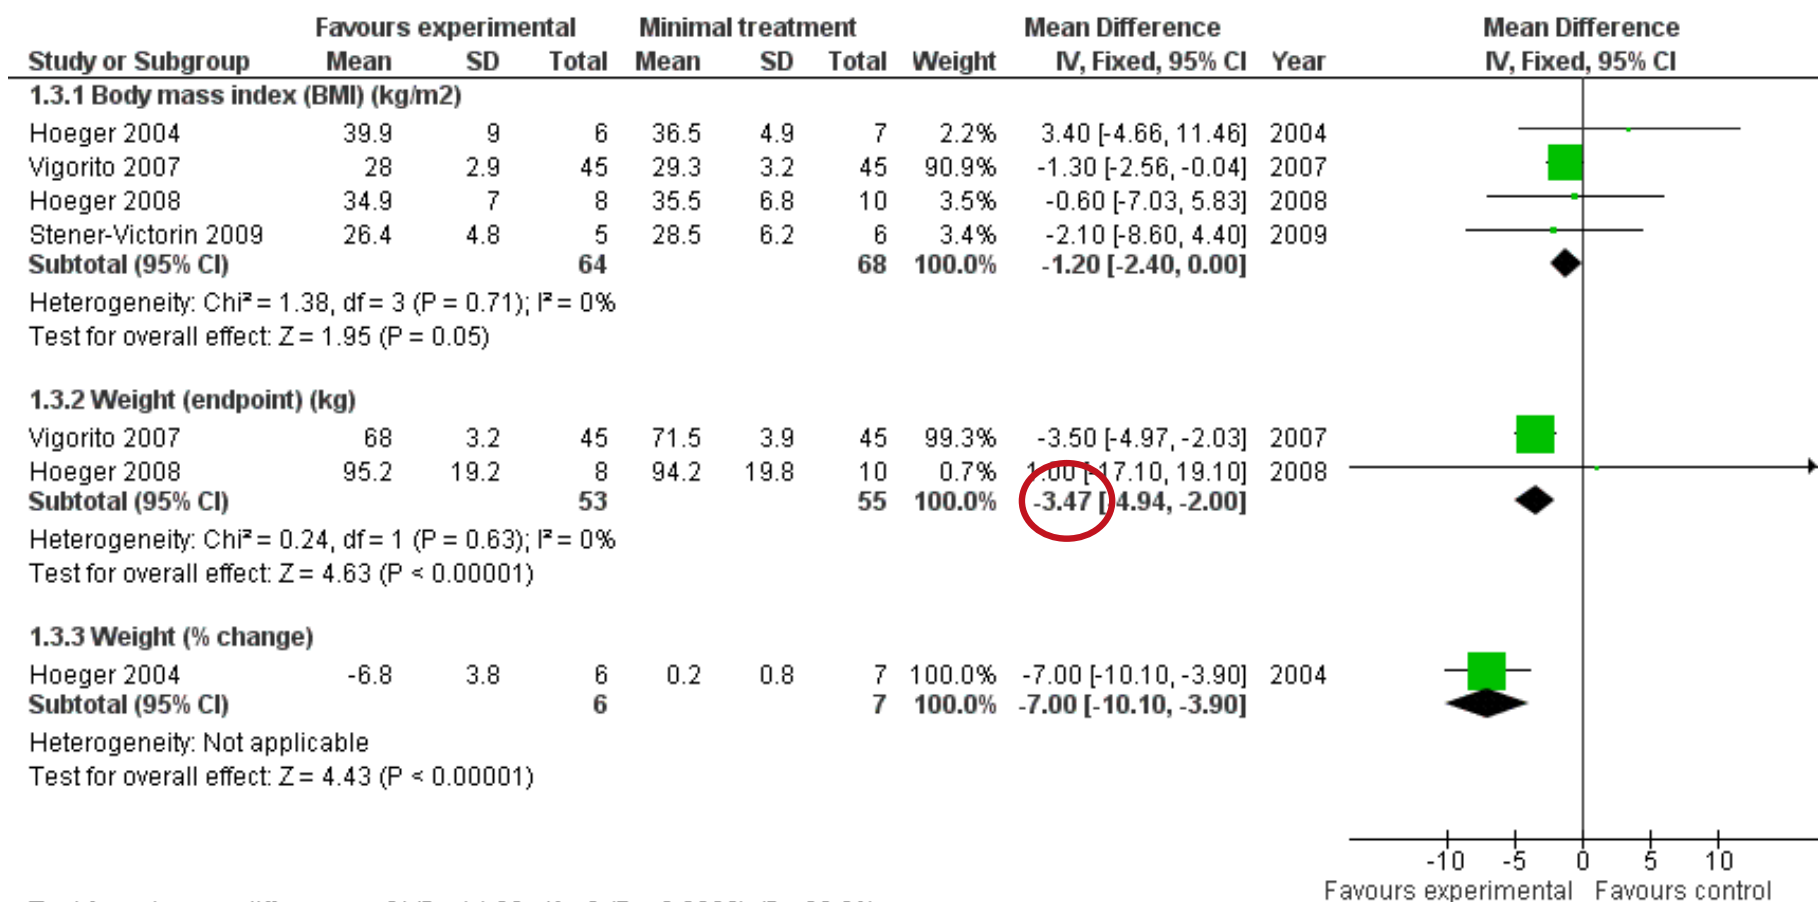 Favours experimental Minimal treatment Mean Difference Mean Difference
Study or Subgroup Mean SD Total Mean SD Total Weight IV, Fixed, 95% CI Year IV, Fixed, 95% CI
1.3.1 Body mass index (BMI) (kg/m2)
Hoeger 2004 39.9 9 6 36.5 4.9 7 2.2% 3.40 [-4.66, 11.46] 2004
Vigorito 2007 28 2.9 45 29.3 3.2 45 90.9% -1.30 [-2.56, -0.04] 2007
Hoeger 2008 34.9 7 8 35.5 6.8 10 3.5% -0.60 [-7.03, 5.83] 2008
Stener-Victorin 2009 26.4 4.8 5 28.5 6.2 6 3.4% -2.10 [-8.60, 4.40] 2009
Subtotal (95% CI) 64 68 100.0% -1.20 [-2.40, 0.00]
Heterogeneity: Chi² = 1.38, df = 3 (P = 0.71); I² = 0%
Test for overall effect: Z = 1.95 (P = 0.05)
1.3.2 Weight (endpoint) (kg)
Vigorito 2007 68 3.2 45 71.5 3.9 45 99.3% -3.50 [-4.97, -2.03] 2007
Hoeger 2008 95.2 19.2 8 94.2 19.8 10 0.7% 1.00 [-17.10, 19.10] 2008
Subtotal (95% CI) 53 55 100.0% -3.47 [-4.94, -2.00]
Heterogeneity: Chi² = 0.24, df = 1 (P = 0.63); I² = 0%
Test for overall effect: Z = 4.63 (P < 0.00001)
1.3.3 Weight (% change)
Hoeger 2004 -6.8 3.8 6 0.2 0.8 7 100.0% -7.00 [-10.10, -3.90] 2004
Subtotal (95% CI) 6 7 100.0% -7.00 [-10.10, -3.90]
Heterogeneity: Not applicable
Test for overall effect: Z = 4.43 (P < 0.00001)
-10 -5 0 5 10
Favours experimental Favours control